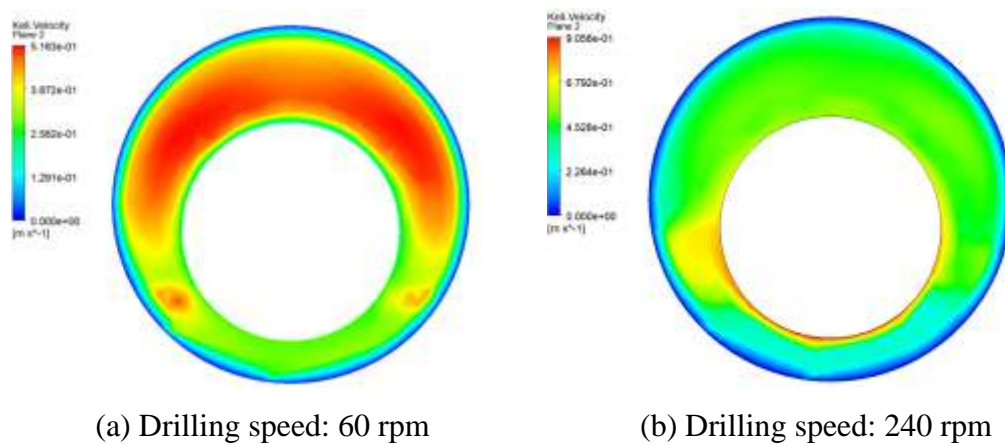 Keli.Velocity
Plane 2
5.163e-01
3.872e-01
2.582e-01
1.291e-01
0.000e+00
[m s^-1]
Keli.Velocity
Plane 2
9.056e-01
6.792e-01
4.528e-01
2.264e-01
0.000e+00
[m s^-1]
(a) Drilling speed: 60 rpm
(b) Drilling speed: 240 rpm